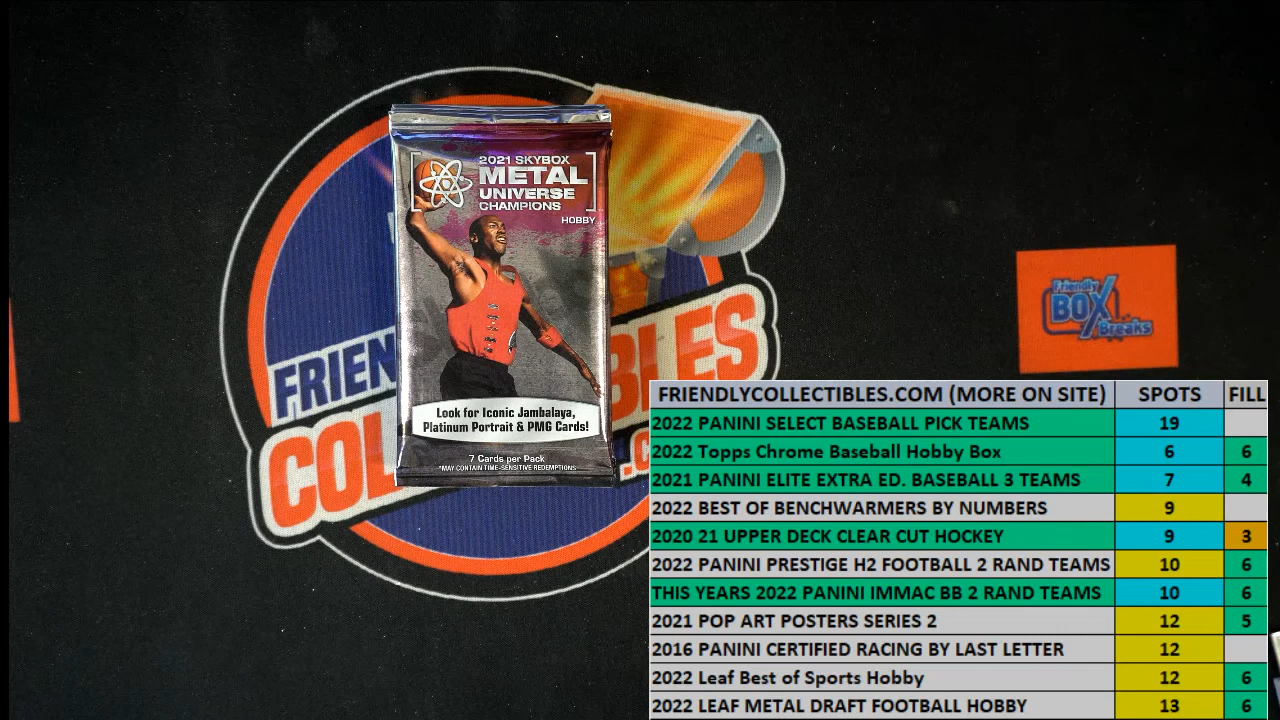 2021 SKYBOX
METAL
UNIVERSE
CHAMPIONS
HOBBY
Look for Iconic Jambalaya,
Platinum Portrait & PMG Cards!
7 Cards per Pack
*MAY CONTAIN TIME-SENSITIVE REDEMPTIONS
FRIEN
COL BLES
.c
Friendly
BOX
Breaks
FRIENDLYCOLLECTIBLES.COM (MORE ON SITE) SPOTS FILL
2022 PANINI SELECT BASEBALL PICK TEAMS 19
2022 Topps Chrome Baseball Hobby Box 6 6
2021 PANINI ELITE EXTRA ED. BASEBALL 3 TEAMS 7 4
2022 BEST OF BENCHWARMERS BY NUMBERS 9
2020 21 UPPER DECK CLEAR CUT HOCKEY 9 3
2022 PANINI PRESTIGE H2 FOOTBALL 2 RAND TEAMS 10 6
THIS YEARS 2022 PANINI IMMAC BB 2 RAND TEAMS 10 6
2021 POP ART POSTERS SERIES 2 12 5
2016 PANINI CERTIFIED RACING BY LAST LETTER 12
2022 Leaf Best of Sports Hobby 12 6
2022 LEAF METAL DRAFT FOOTBALL HOBBY 13 6